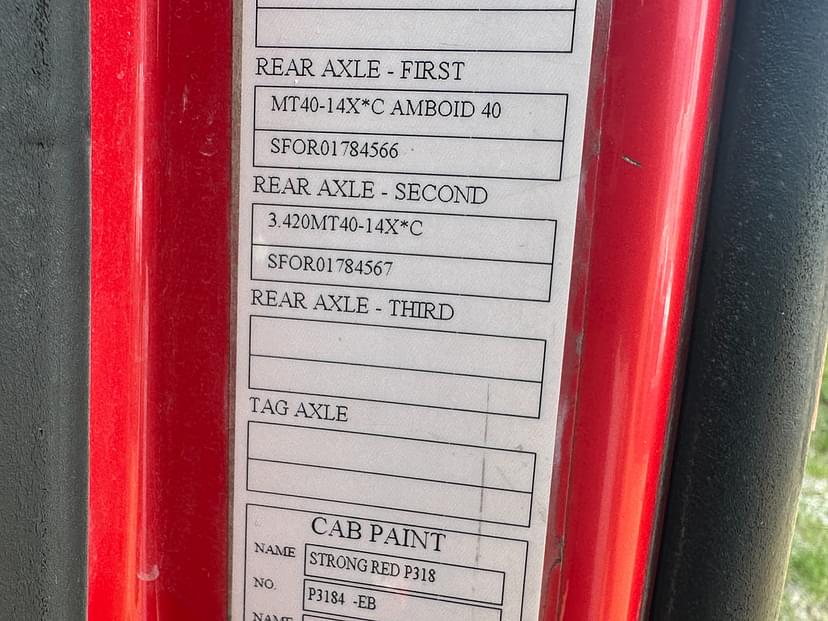 REAR AXLE - FIRST
MT40-14X*C AMBOID 40
SFOR01784566
REAR AXLE - SECOND
3.420MT40-14X*C
SFOR01784567
REAR AXLE - THIRD
TAG AXLE
CAB PAINT
NAME STRONG RED P318
NO. P3184 -EB
NAME